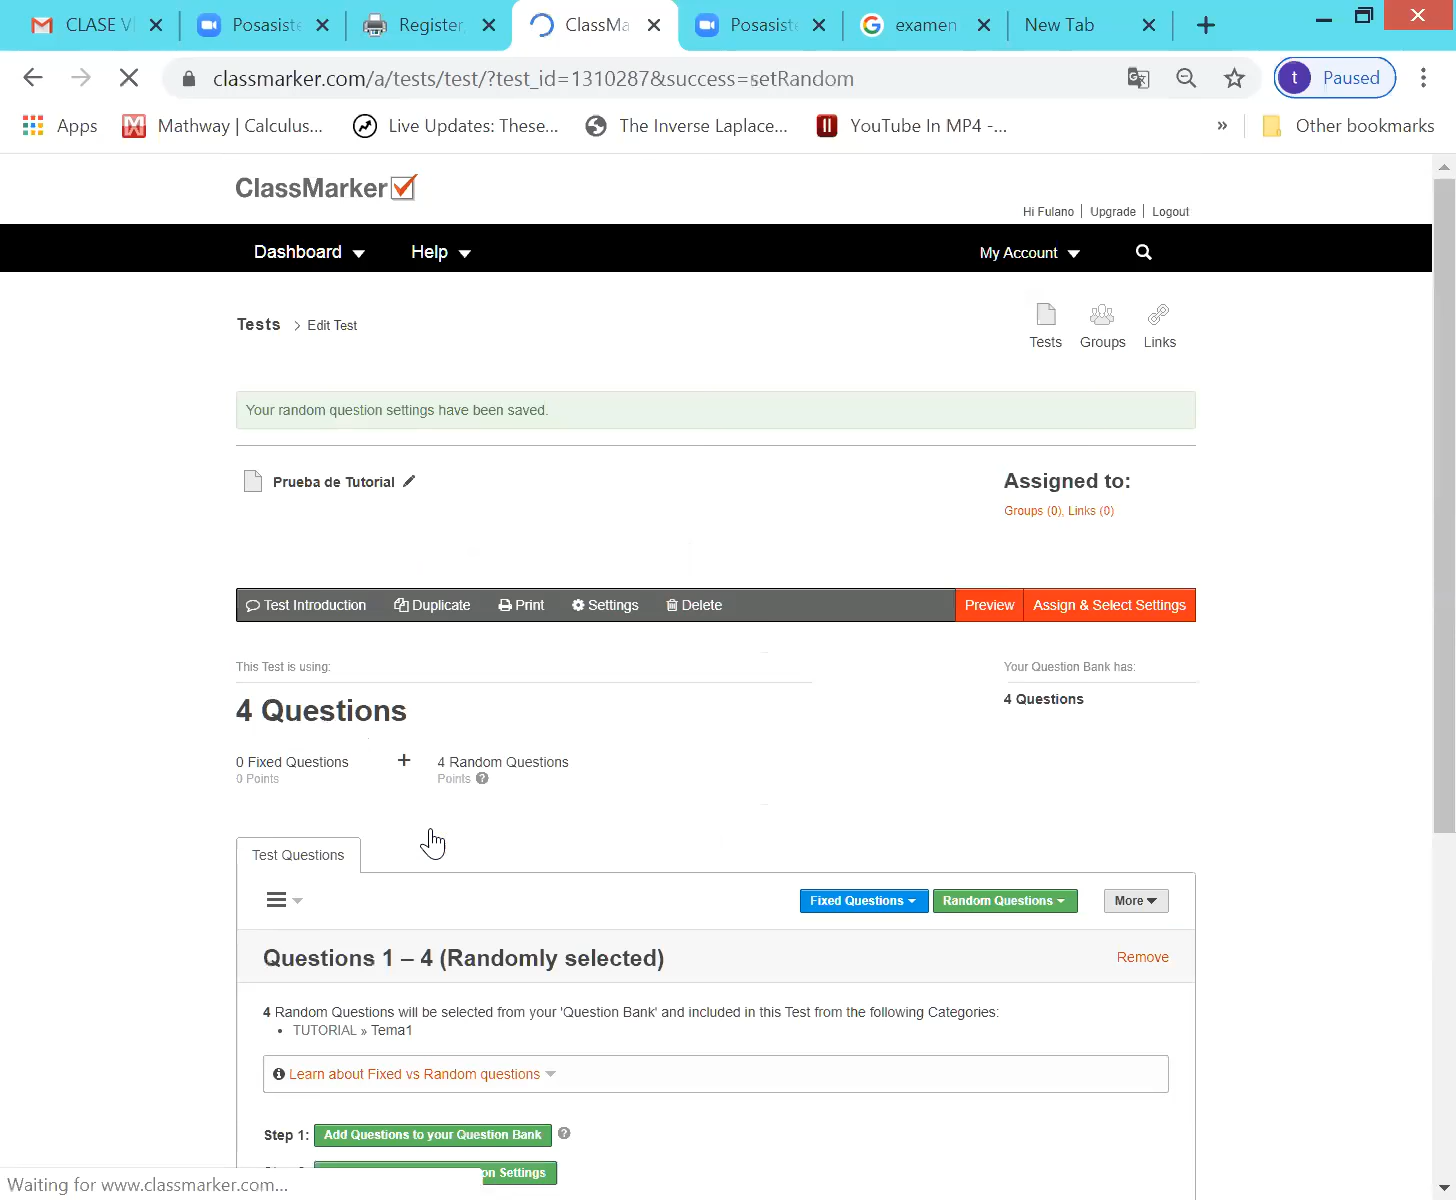 CLASE VI
Posasiste
Register,
ClassMa
Posasiste
examen
New Tab
classmarker.com/a/tests/test/?test_id=1310287&success=setRandom
t Paused
Apps
Mathway | Calculus...
Live Updates: These...
The Inverse Laplace...
YouTube In MP4 -...
»
Other bookmarks
ClassMarker
Hi Fulano | Upgrade | Logout
Dashboard
Help
My Account
Tests > Edit Test
Tests
Groups
Links
Your random question settings have been saved.
Prueba de Tutorial
Assigned to:
Groups (0), Links (0)
Test Introduction
Duplicate
Print
Settings
Delete
Preview
Assign & Select Settings
This Test is using:
Your Question Bank has:
4 Questions
4 Questions
0 Fixed Questions + 4 Random Questions
0 Points
Points ?
Test Questions
Fixed Questions
Random Questions
More
Questions 1 – 4 (Randomly selected)
Remove
4 Random Questions will be selected from your 'Question Bank' and included in this Test from the following Categories:
• TUTORIAL » Tema1
Learn about Fixed vs Random questions
Step 1: Add Questions to your Question Bank ?
on Settings
Waiting for www.classmarker.com...